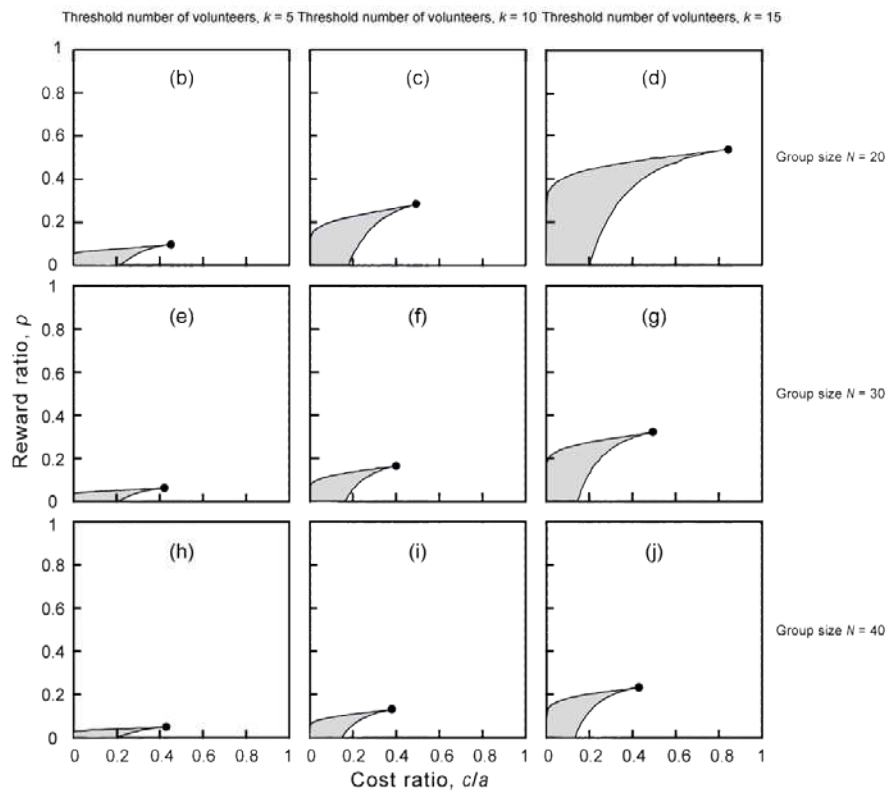 Threshold number of volunteers, k = 5 Threshold number of volunteers, k = 10 Threshold number of volunteers, k = 15
1
0.8
0.6
0.4
0.2
0
(b)
(c)
(d)
Group size N = 20
1
0.8
0.6
0.4
0.2
0
(e)
(f)
(g)
Group size N = 30
Reward ratio, p
1
0.8
0.6
0.4
0.2
0
(h)
(i)
(j)
Group size N = 40
0 0.2 0.4 0.6 0.8 1 0 0.2 0.4 0.6 0.8 1 0 0.2 0.4 0.6 0.8 1
Cost ratio, c/a